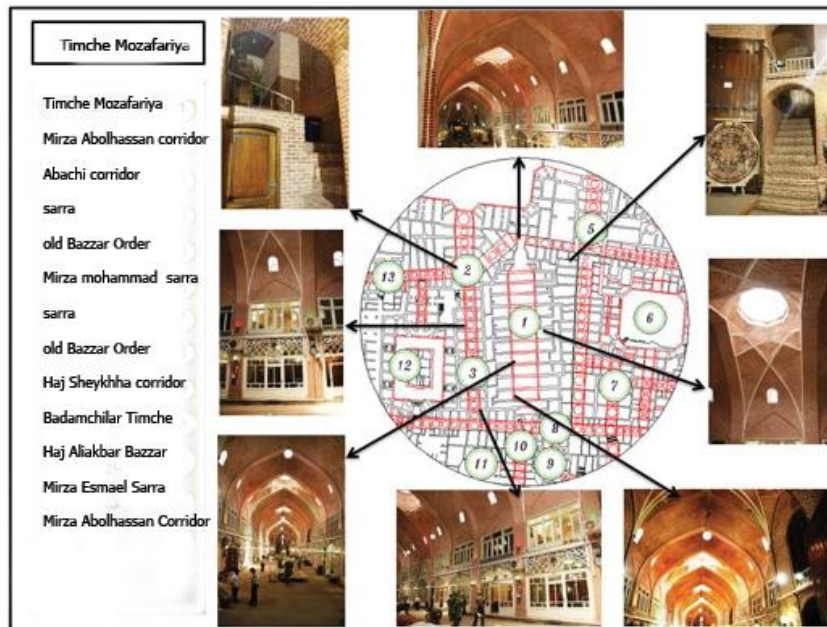 Timche Mozafariya
Timche Mozafariya
Mirza Abolhassan corridor
Abachi corridor
sarra
old Bazzar Order
Mirza mohammad sarra
sarra
old Bazzar Order
Haj Sheykhha corridor
Badamchilar Timche
Haj Aliakbar Bazzar
Mirza Esmael Sarra
Mirza Abolhassan Corridor
5
2
13
1
6
12
3
7
8
10
11
9